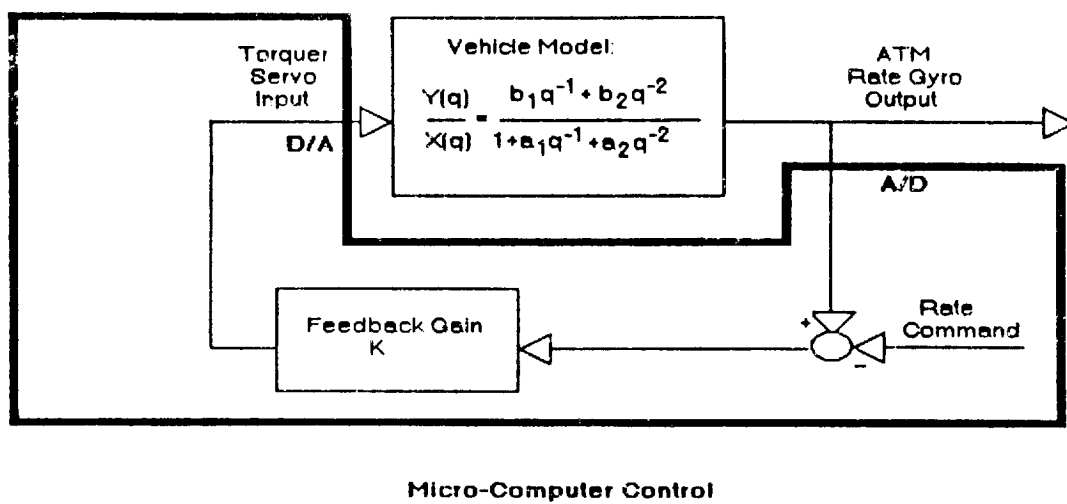 Vehicle Model:
Torquer
Servo
Input
D/A
Y(q)
X(q)
=
b₁q⁻¹ + b₂q⁻²
1+a₁q⁻¹+a₂q⁻²
ATM
Rate Gyro
Output
A/D
Feedback Gain
K
+
−
Rate
Command
Micro-Computer Control